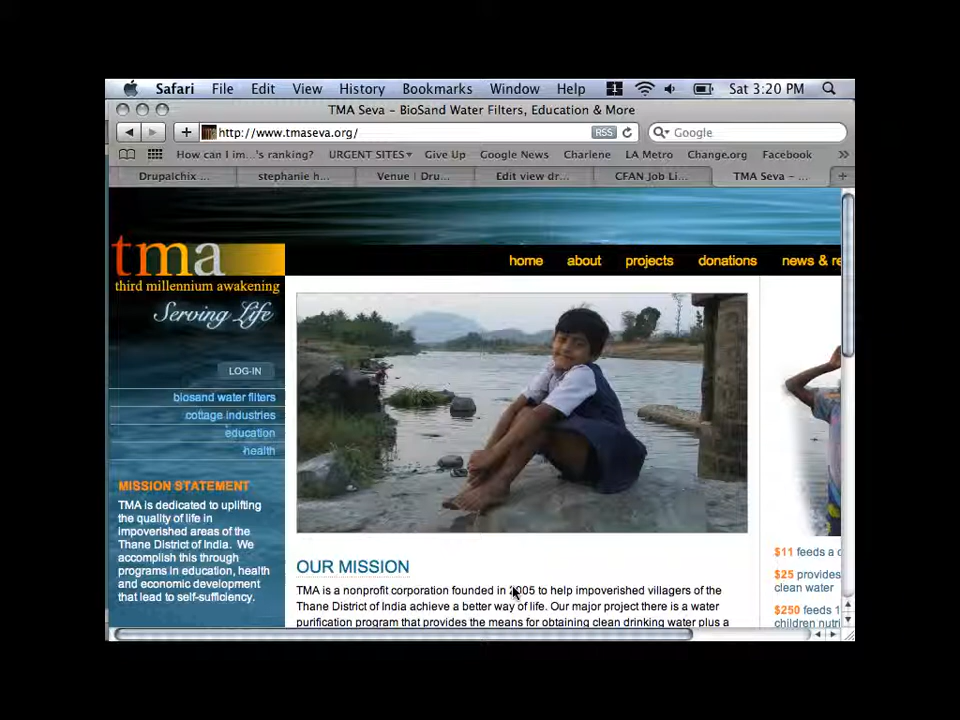 Safari File Edit View History Bookmarks Window Help Sat 3:20 PM
TMA Seva – BioSand Water Filters, Education & More
http://www.tmaseva.org/ RSS Google
How can I im...'s ranking? URGENT SITES Give Up Google News Charlene LA Metro Change.org Facebook
Drupalchix ... stephanie h... Venue | Dru... Edit view dr... CFAN Job Li... TMA Seva – ...
tma
third millennium awakening
Serving Life
home about projects donations news & re
LOG-IN
biosand water filters
cottage industries
education
health
MISSION STATEMENT
TMA is dedicated to uplifting
the quality of life in
impoverished areas of the
Thane District of India. We
accomplish this through
programs in education, health
and economic development
that lead to self-sufficiency.
OUR MISSION
TMA is a nonprofit corporation founded in 2005 to help impoverished villagers of the
Thane District of India achieve a better way of life. Our major project there is a water
purification program that provides the means for obtaining clean drinking water plus a
$11 feeds a c
$25 provides
clean water
$250 feeds 1
children nutri